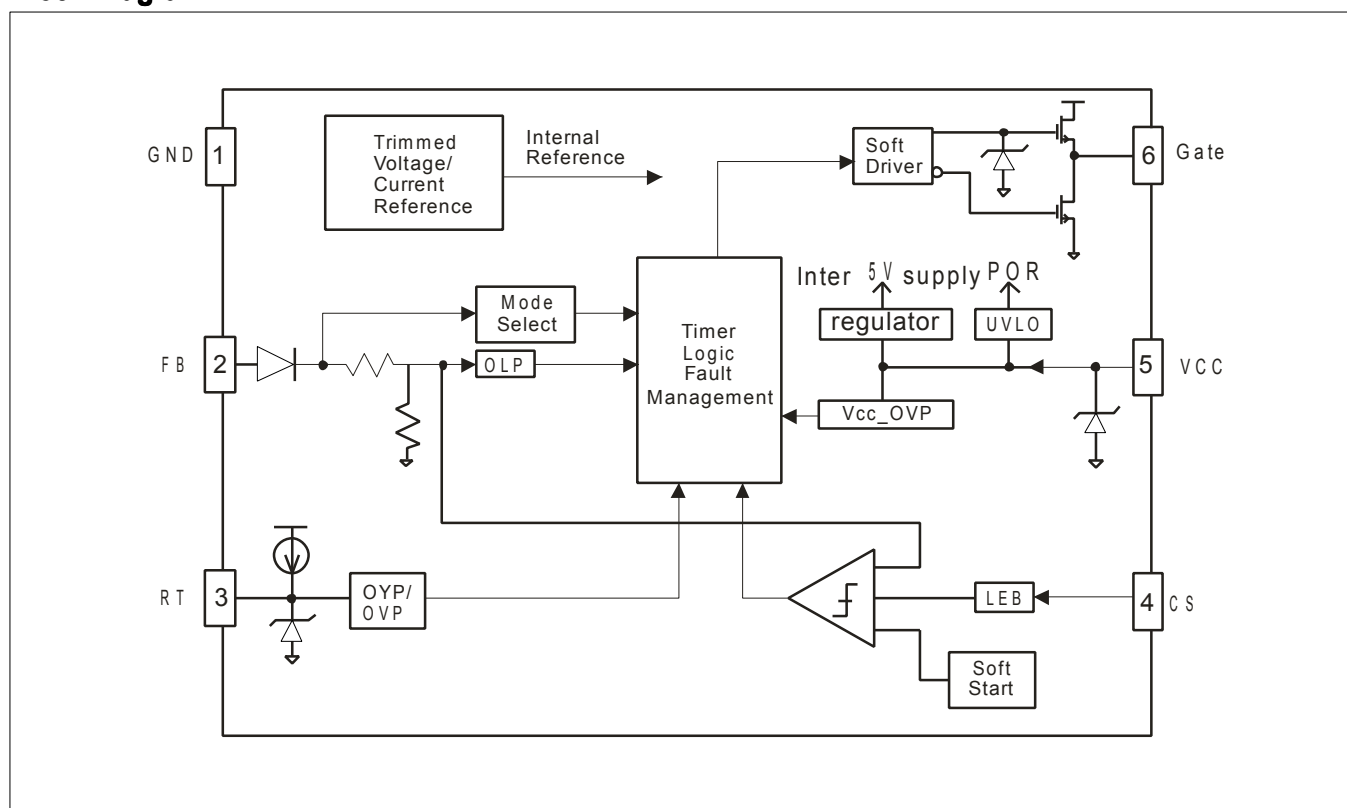 GND
1
Trimmed
Voltage/
Current
Reference
Internal
Reference
Soft
Driver
6
Gate
Inter 5V supply
POR
Mode
Select
regulator
UVLO
Timer
Logic
Fault
Management
FB
2
OLP
5
VCC
Vcc_OVP
RT
3
OYP/
OVP
LEB
4
CS
Soft
Start